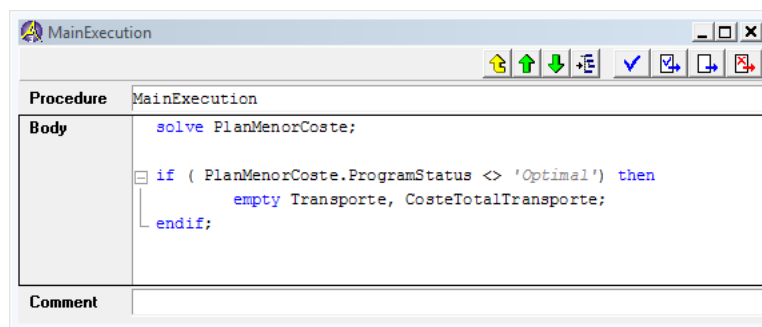 MainExecution
Procedure MainExecution
Body solve PlanMenorCoste;
if ( PlanMenorCoste.ProgramStatus <> 'Optimal') then
empty Transporte, CosteTotalTransporte;
endif;
Comment